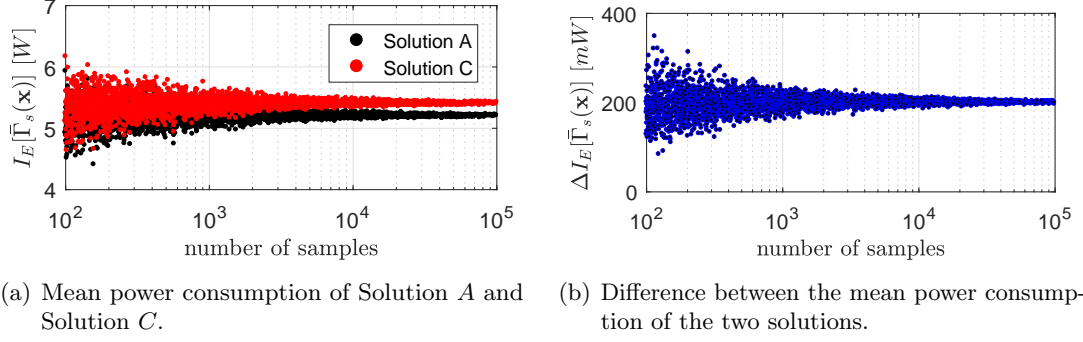 7
6
5
4
I_E[Γ̄_s(𝐱)] [W]
Solution A
Solution C
10^2
10^3
10^4
10^5
number of samples
(a) Mean power consumption of Solution A and
Solution C.
400
200
0
ΔI_E[Γ̄_s(𝐱)] [mW]
10^2
10^3
10^4
10^5
number of samples
(b) Difference between the mean power consump-
tion of the two solutions.